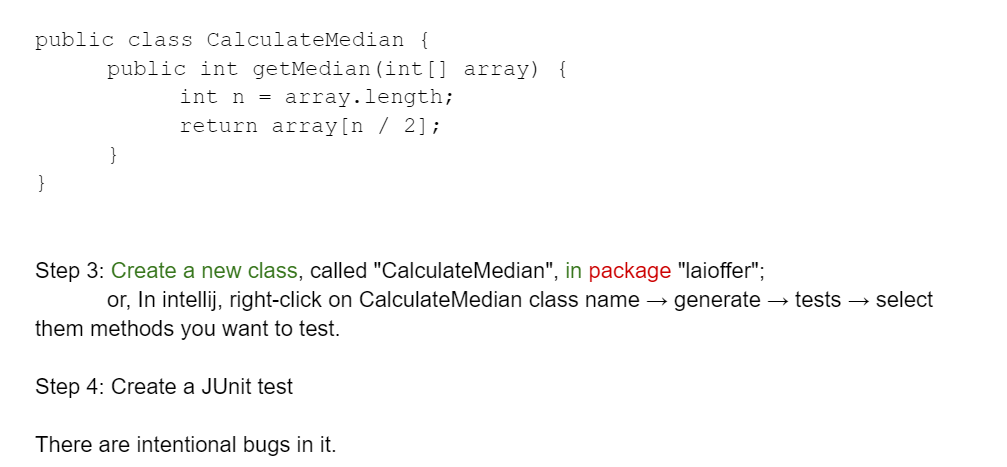 public class CalculateMedian {
public int getMedian(int[] array) {
int n = array.length;
return array[n / 2];
}
}
Step 3: Create a new class, called "CalculateMedian", in package "laioffer";
or, In intellij, right-click on CalculateMedian class name → generate → tests → select
them methods you want to test.
Step 4: Create a JUnit test
There are intentional bugs in it.